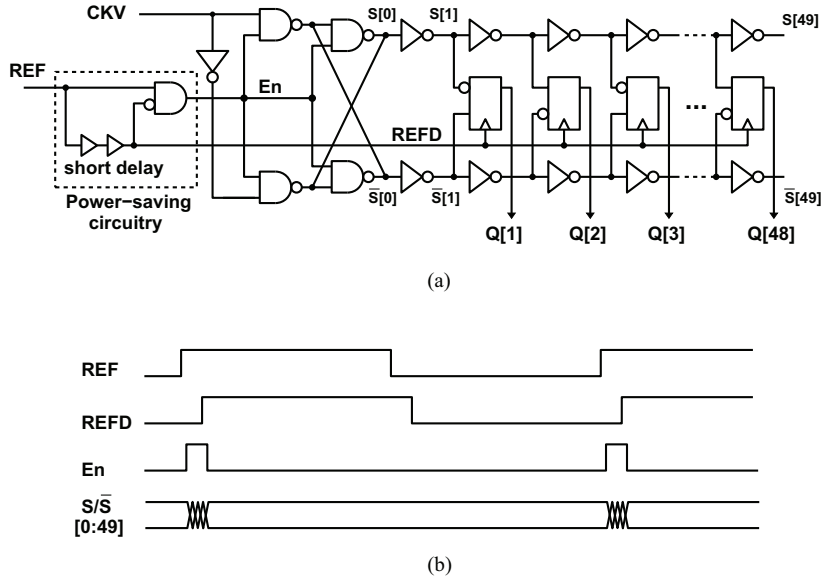 CKV
S[0]
S[1]
S[49]
REF
En
REFD
...
short delay
Power-saving
circuitry
S̅[0]
S̅[1]
S̅[49]
Q[1]
Q[2]
Q[3]
Q[48]
(a)
REF
REFD
En
S/S̅
[0:49]
(b)